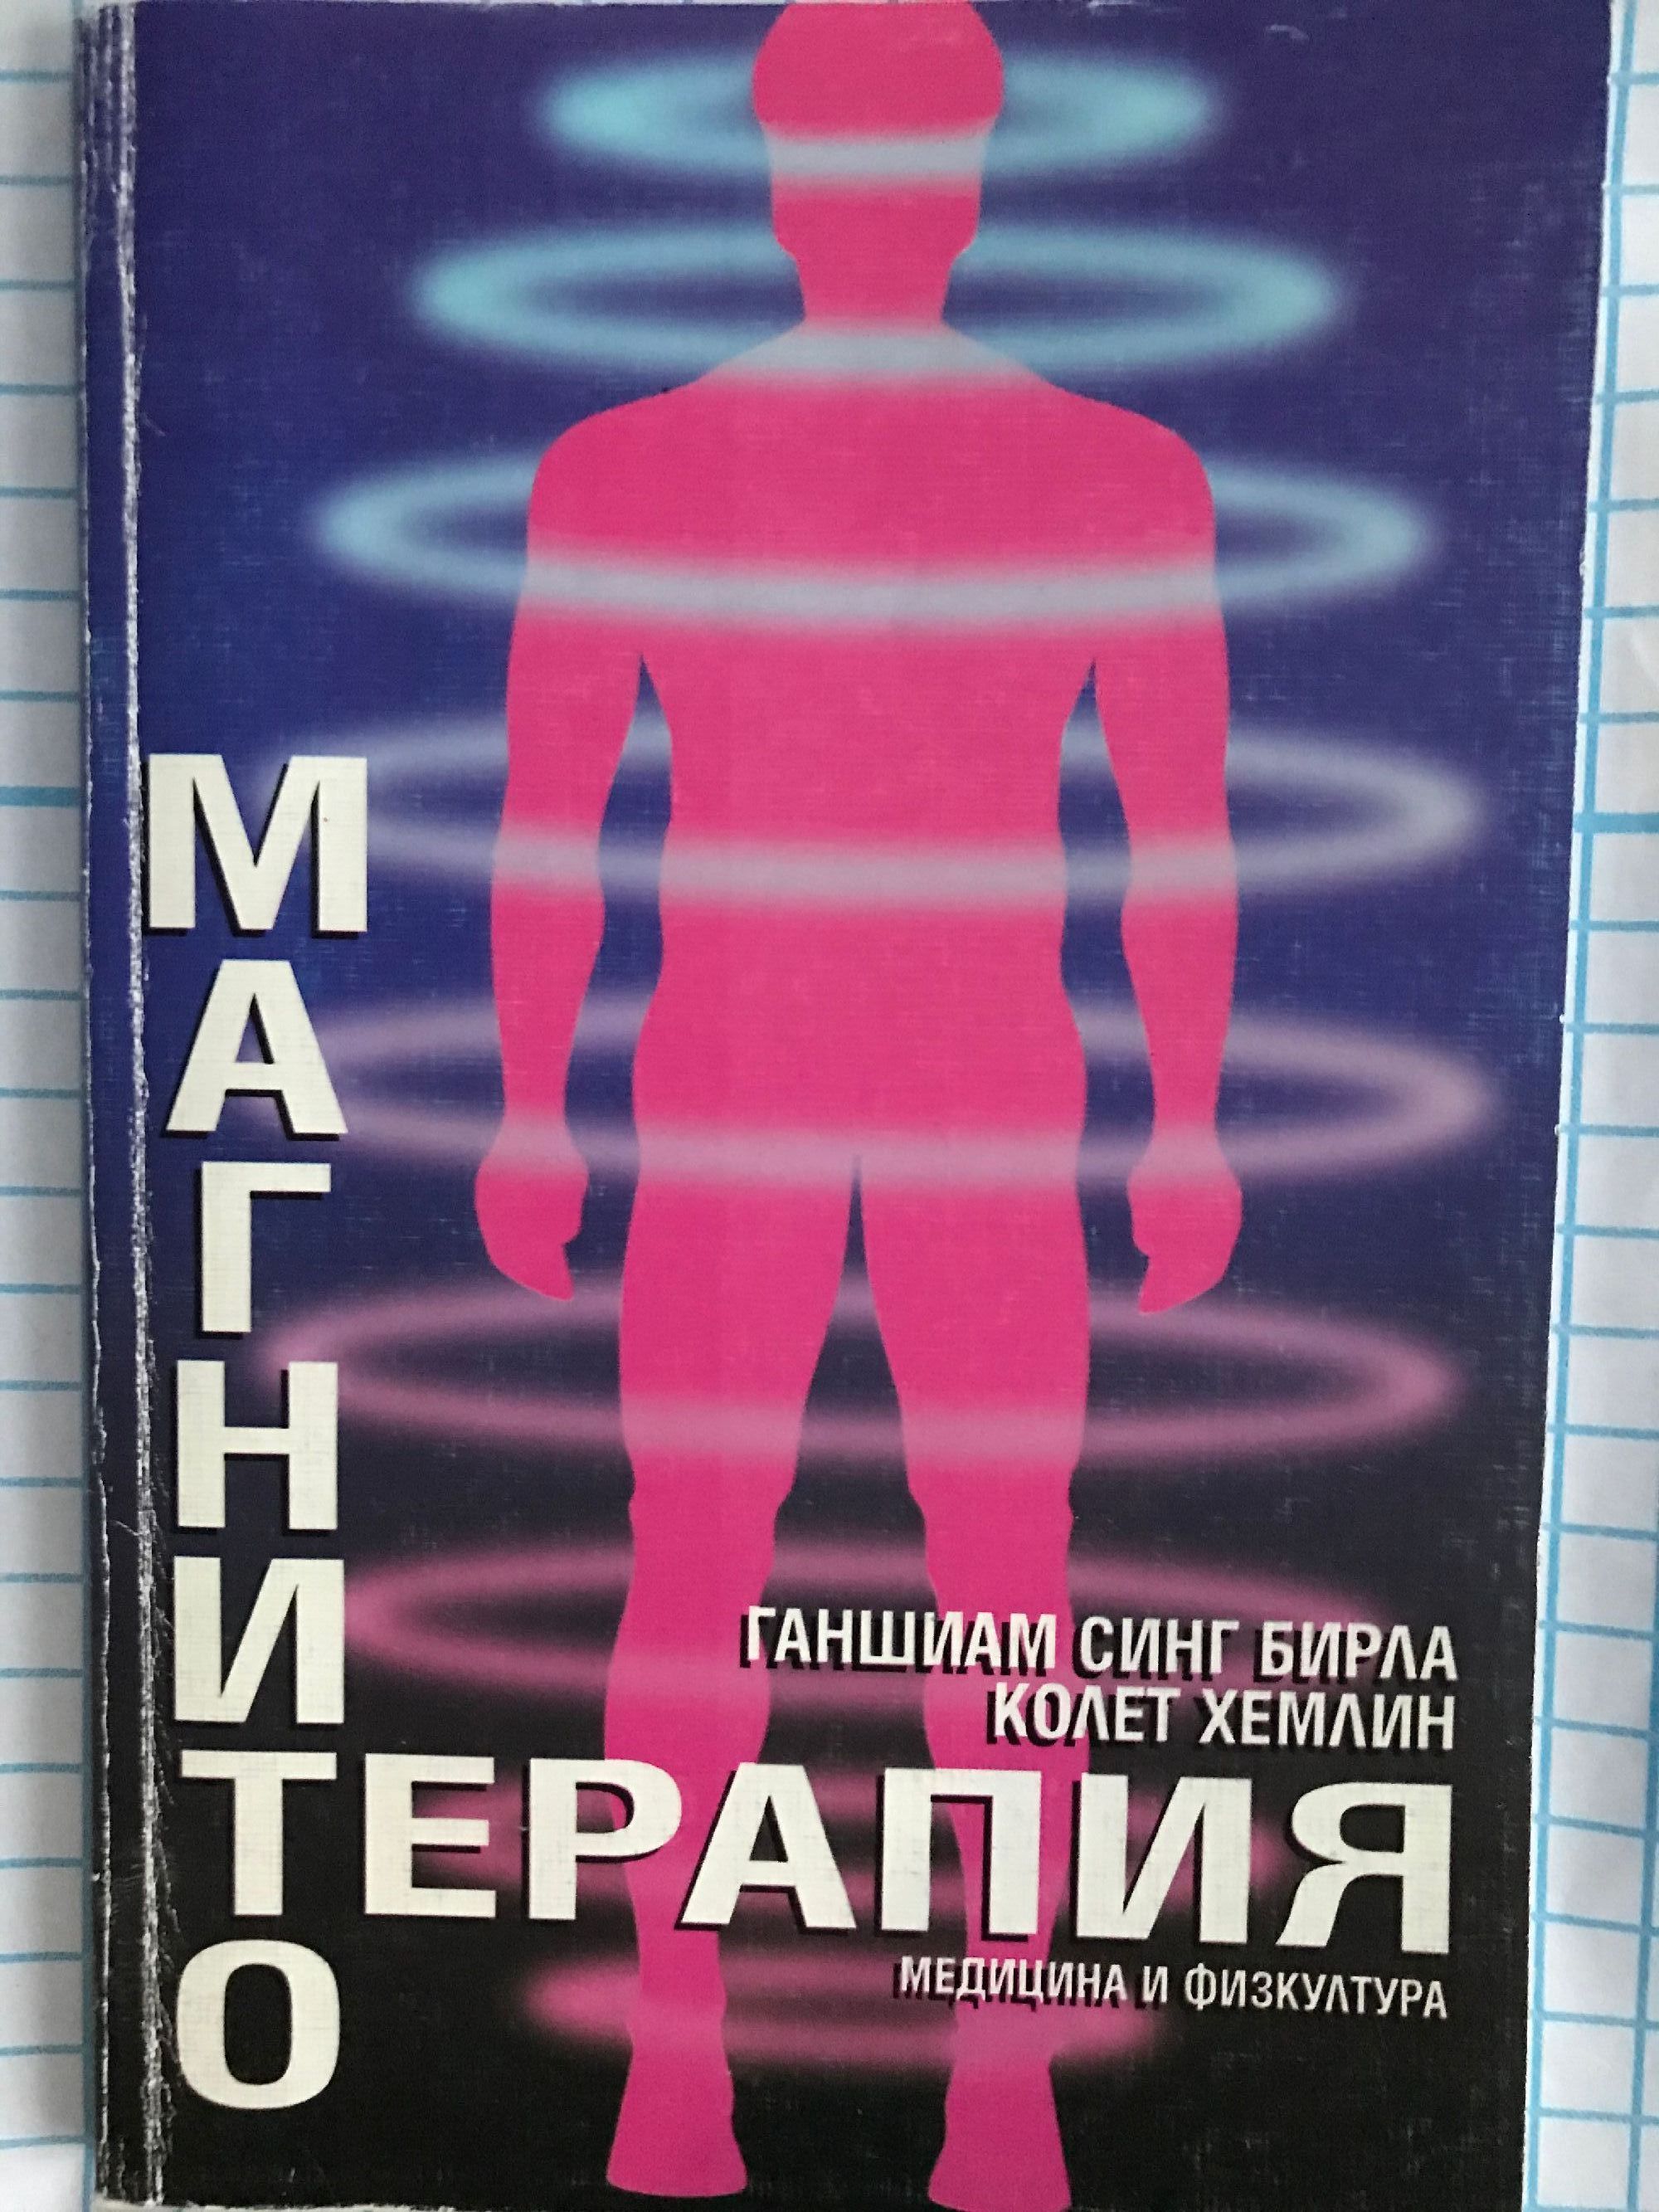 МАГНИТО
ГАНШИАМ СИНГ БИРЛА
КОЛЕТ ХЕМЛИН
ТЕРАПИЯ
МЕДИЦИНА И ФИЗКУЛТУРА